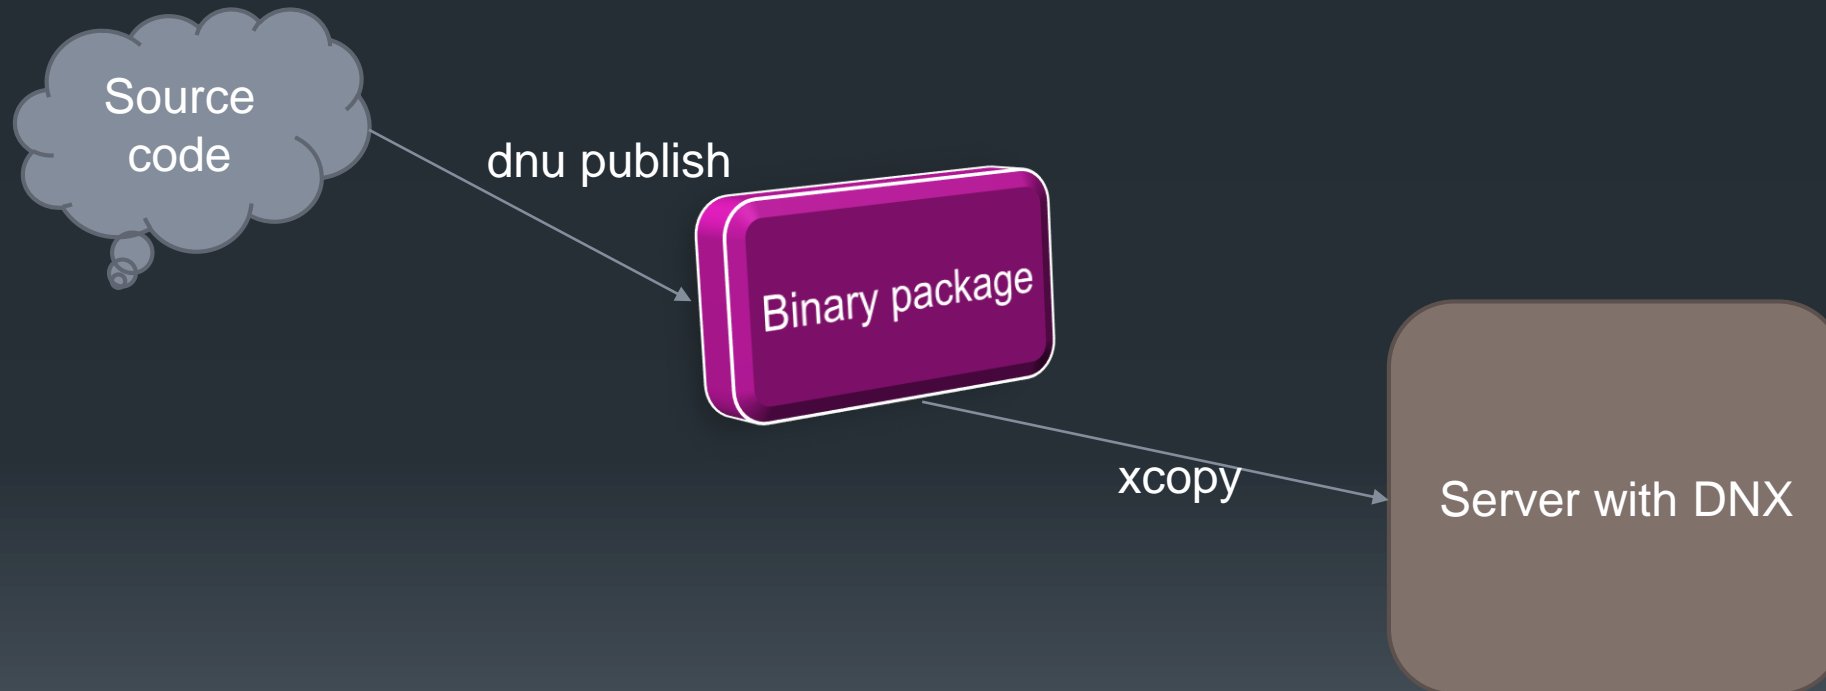 Source
code
dnu publish
Binary package
xcopy
Server with DNX